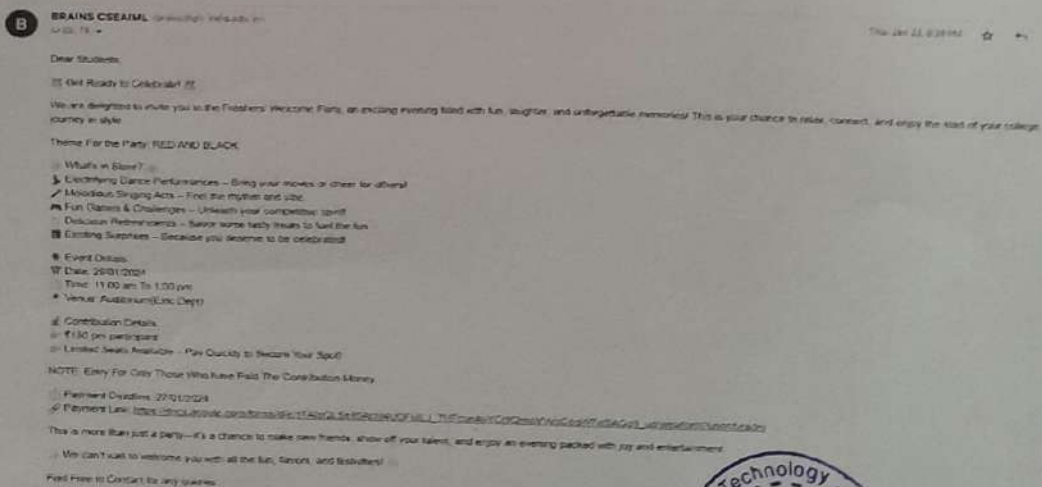 B
BRAINS CSEAIML
Dear Students,
Get Ready to Celebrate!
We are delighted to invite you to the Freshers' Welcome Party, an exciting evening filled with fun, laughter, and unforgettable memories! This is your chance to relax, connect, and enjoy the start of your college
journey in style
Theme For the Party: RED AND BLACK
What's in Store?
Electrifying Dance Performances – Bring your moves or cheer for others!
Melodious Singing Acts – Feel the rhythm and vibe
Fun Games & Challenges – Unleash your competitive spirit!
Delicious Refreshments – Savor some tasty treats to fuel the fun
Exciting Surprises – Because you deserve to be celebrated!
Event Details
Date: 29/01/2024
Time: 11:00 am To 1:00 pm
Venue: Auditorium
Contribution Details
per participant
Limited Seats Available – Pay Quickly to Secure Your Spot!
NOTE: Entry For Only Those Who have Paid The Contribution Money
Payment Deadline: 27/01/2024
Payment Link:
This is more than just a party—it's a chance to make new friends, show off your talent, and enjoy an evening packed with joy and entertainment
We can't wait to welcome you with all the fun, flavors, and festivities!
Feel Free to Contact for any queries
Technology